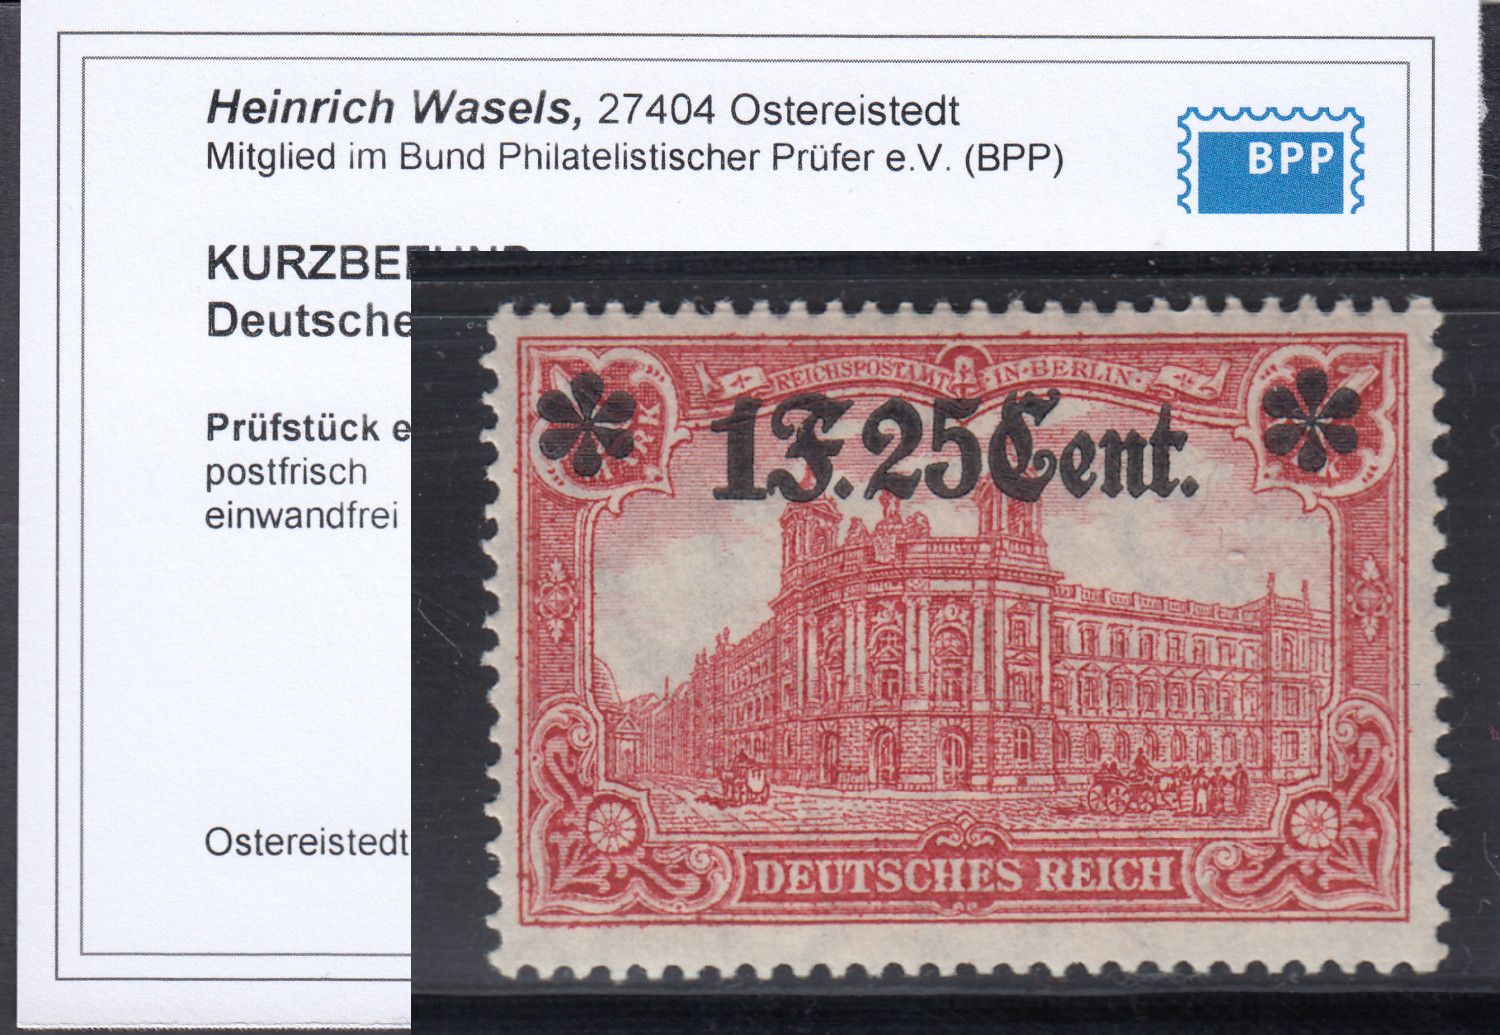 Heinrich Wasels, 27404 Ostereistedt
Mitglied im Bund Philatelistischer Prüfer e.V. (BPP)
BPP
Deutsche
Prüfstück
postfrisch
einwandfrei
Ostereistedt
REICHSPOSTAMT IN BERLIN
1F.25Cent.
DEUTSCHES REICH